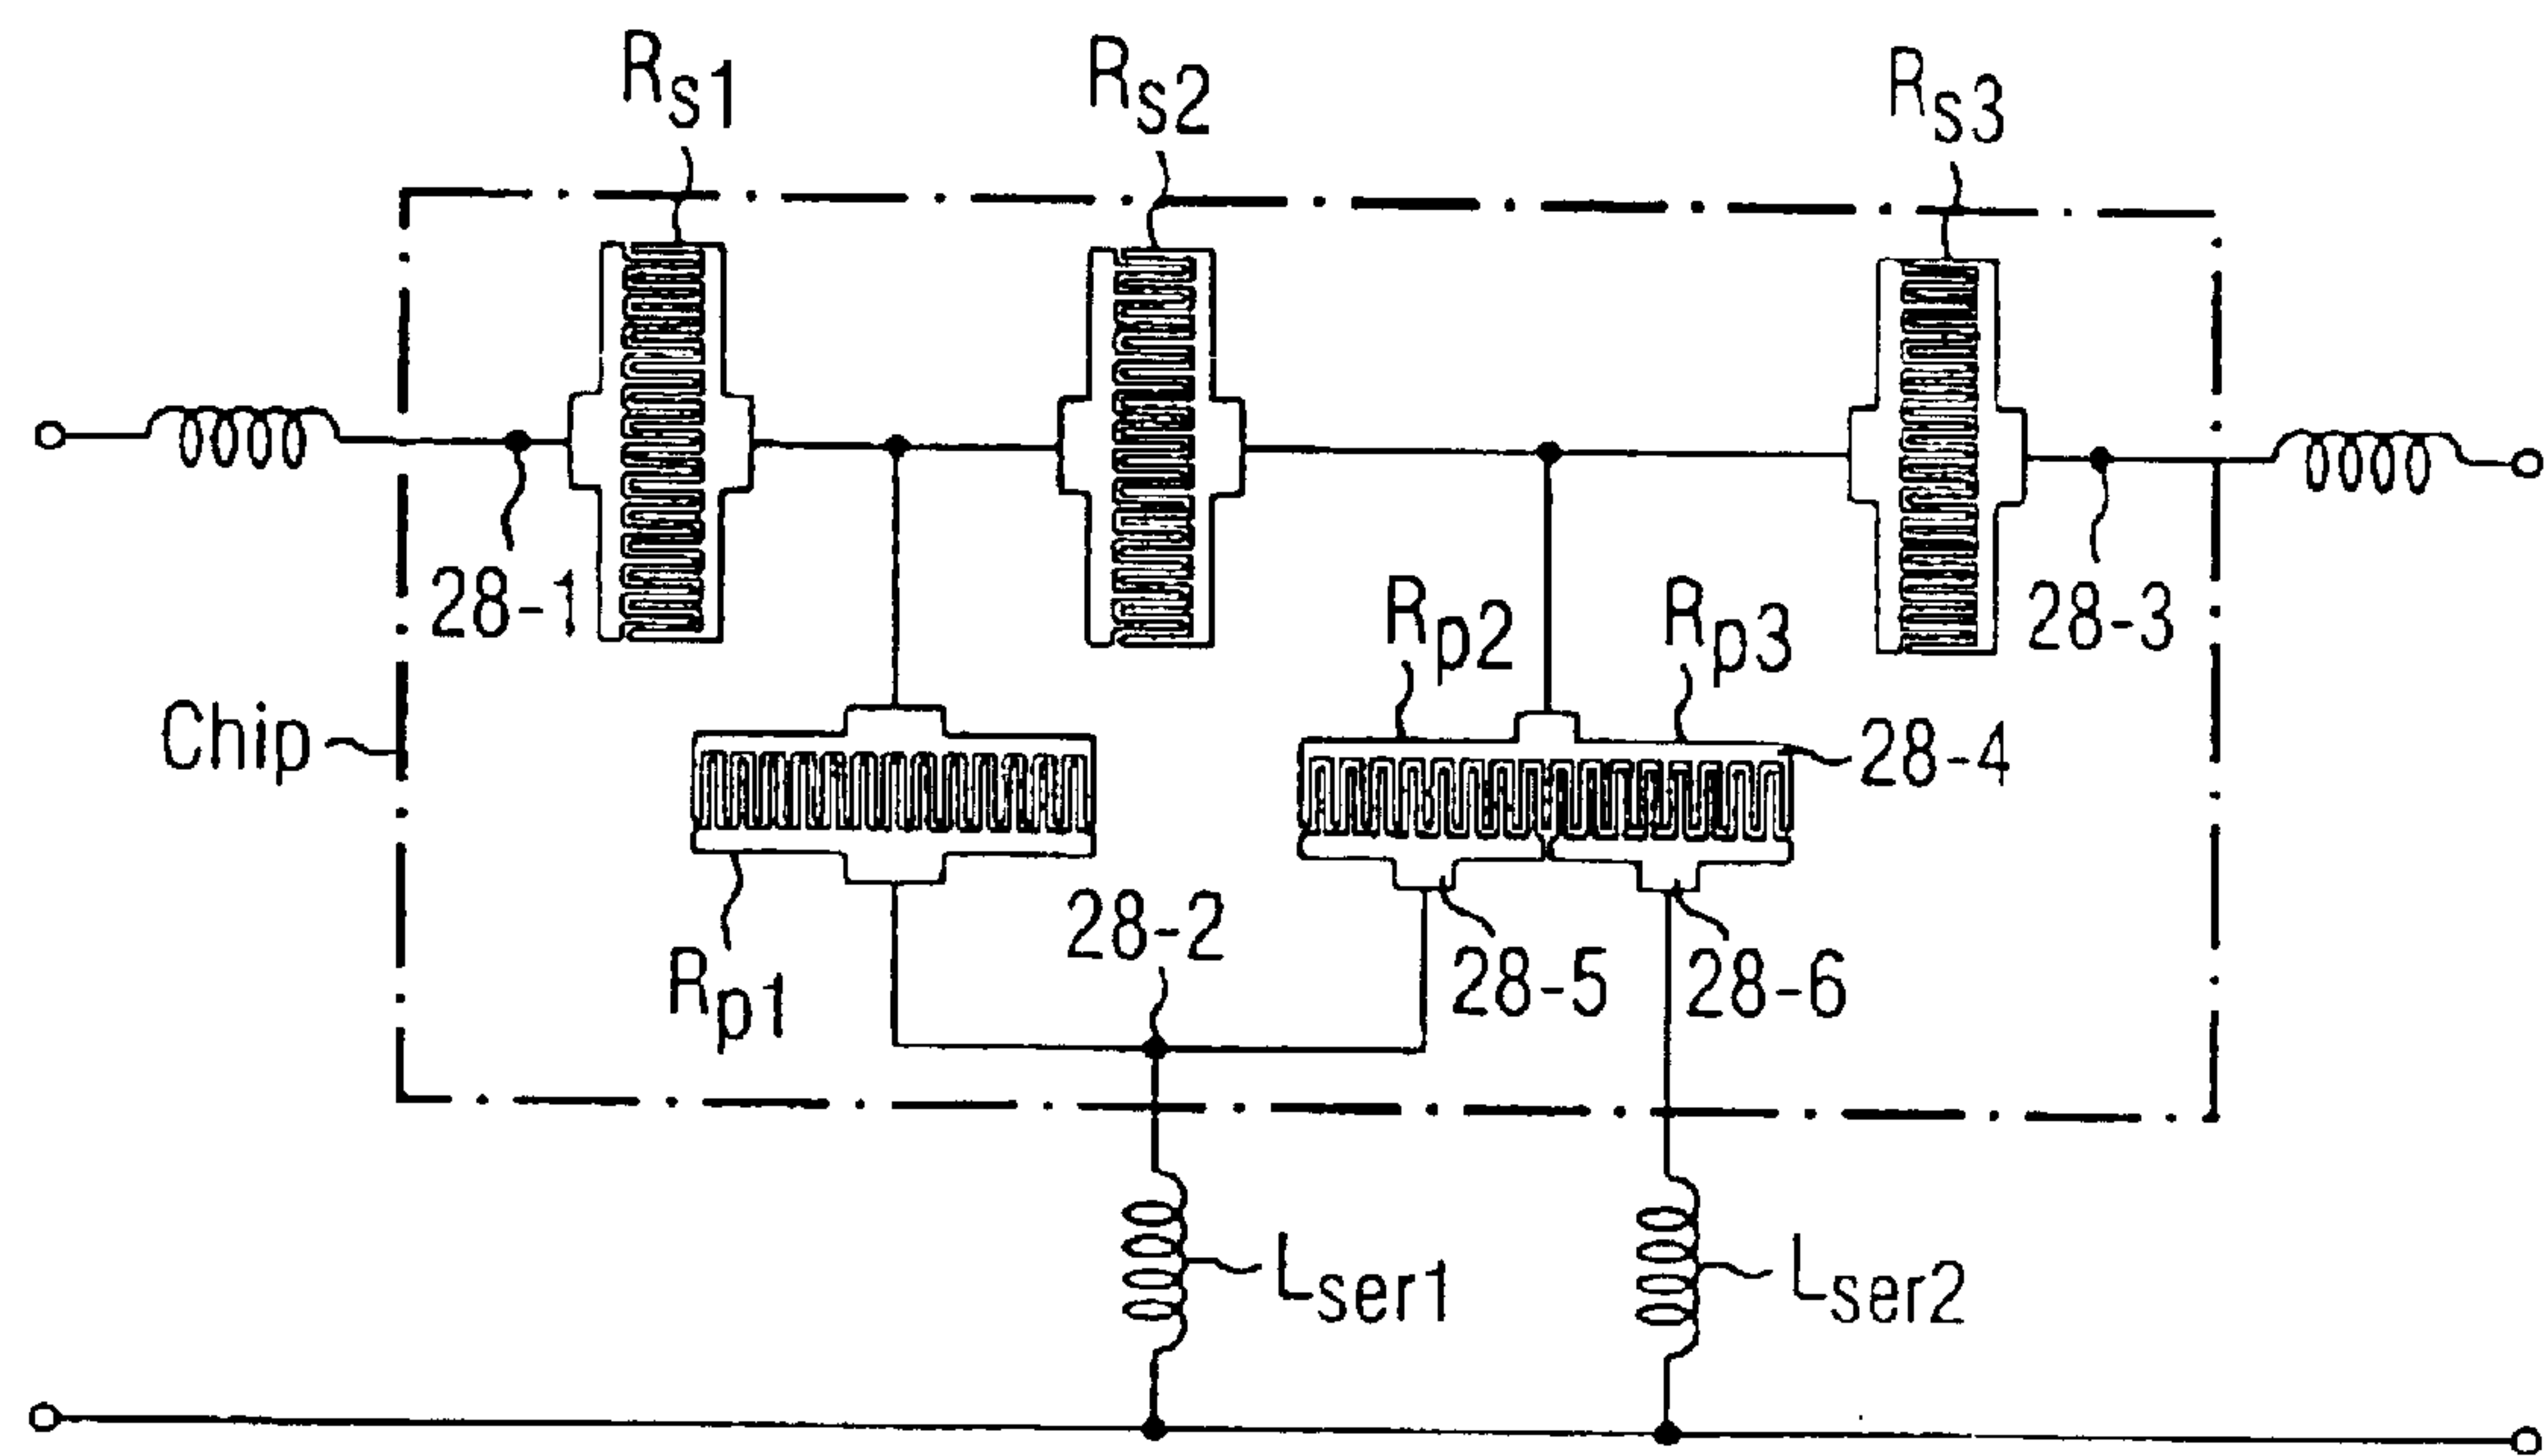 Rs1
Rs2
Rs3
28-1
28-3
Rp2
Rp3
Chip
28-4
28-2
Rp1
28-5
28-6
Lser1
Lser2